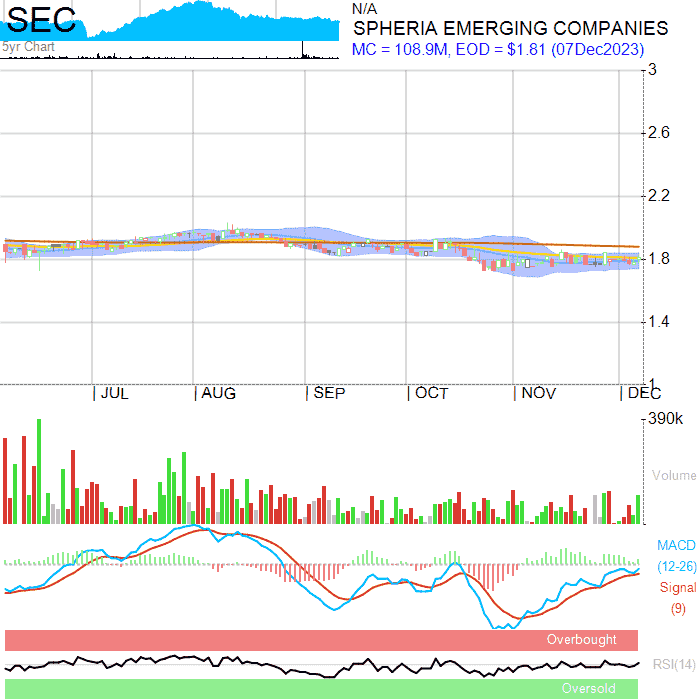 SEC
5yr Chart
N/A
SPHERIA EMERGING COMPANIES
MC = 108.9M, EOD = $1.81 (07Dec2023)
3
2.6
2.2
1.8
1.4
1
JUL AUG SEP OCT NOV DEC
390k
Volume
MACD
(12-26)
Signal
(9)
Overbought
RSI(14)
Oversold